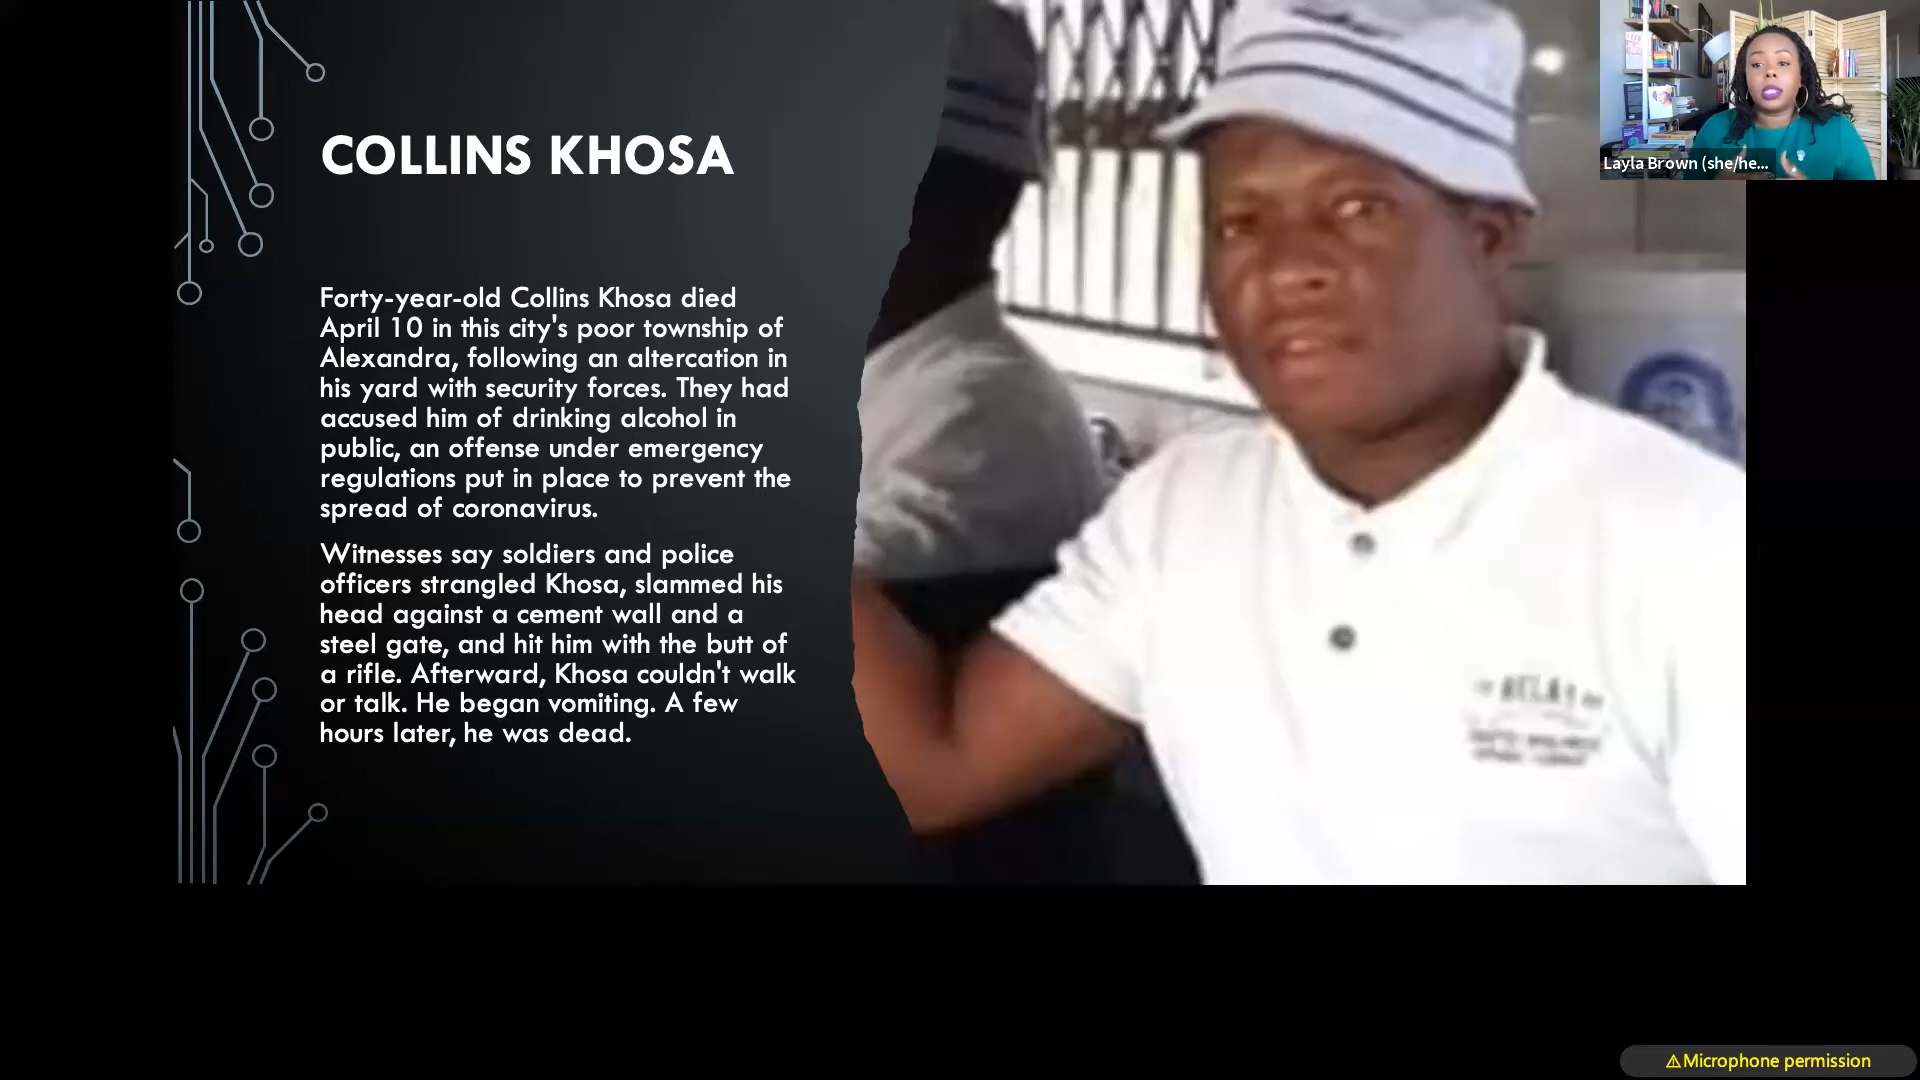 COLLINS KHOSA
Forty-year-old Collins Khosa died
April 10 in this city's poor township of
Alexandra, following an altercation in
his yard with security forces. They had
accused him of drinking alcohol in
public, an offense under emergency
regulations put in place to prevent the
spread of coronavirus.
Witnesses say soldiers and police
officers strangled Khosa, slammed his
head against a cement wall and a
steel gate, and hit him with the butt of
a rifle. Afterward, Khosa couldn't walk
or talk. He began vomiting. A few
hours later, he was dead.
Layla Brown (she/he...
⚠Microphone permission